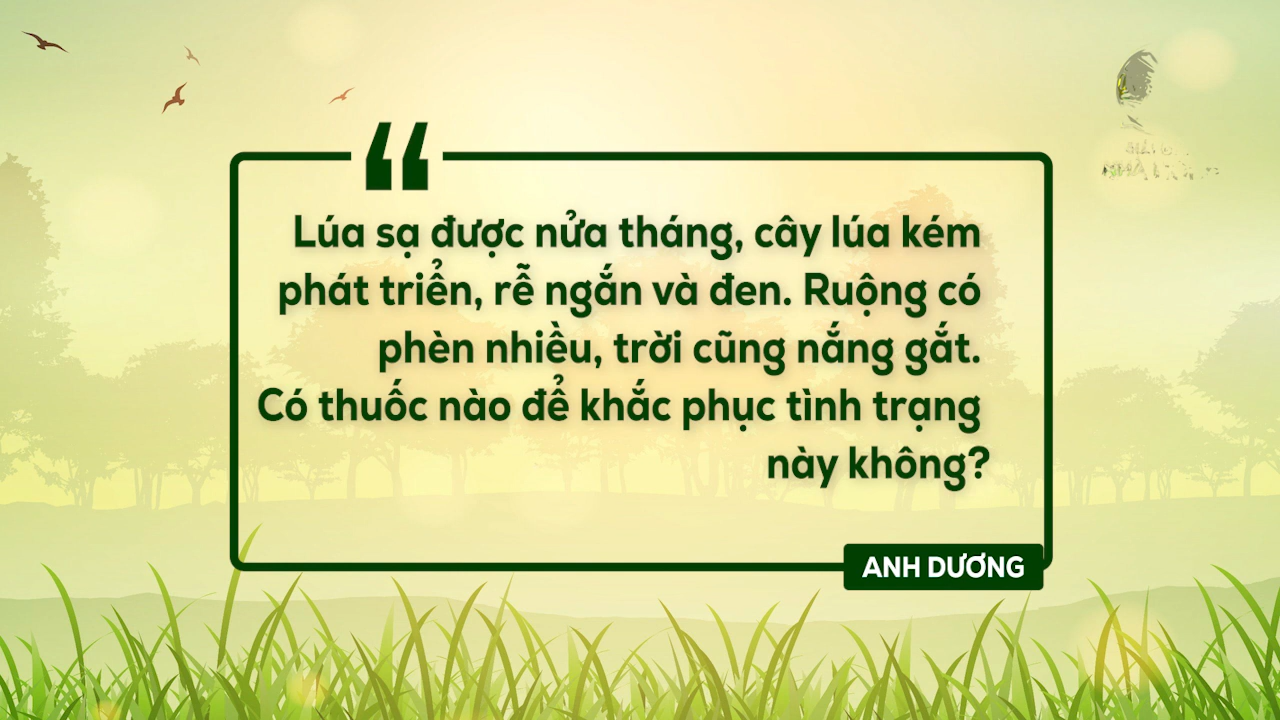 Lúa sạ được nửa tháng, cây lúa kém
phát triển, rễ ngắn và đen. Ruộng có
phèn nhiều, trời cũng nắng gắt.
Có thuốc nào để khắc phục tình trạng
này không?
ANH DƯƠNG